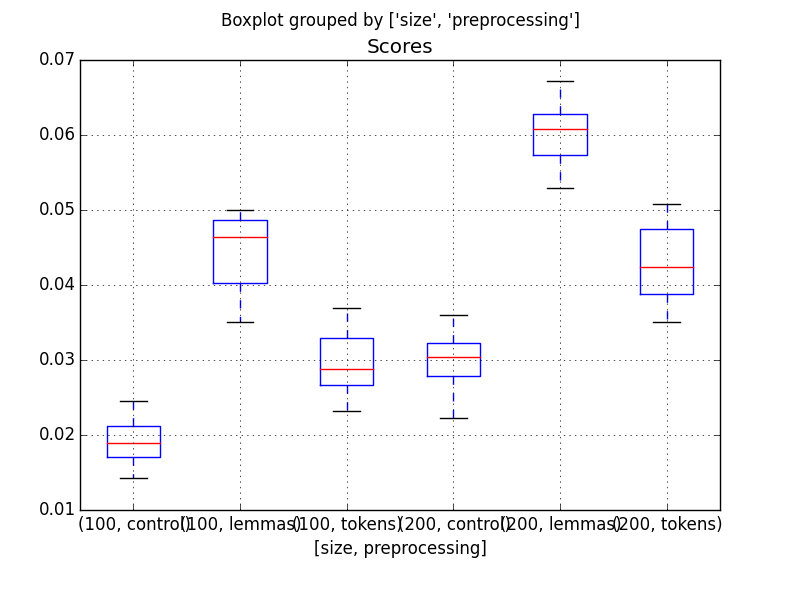 Boxplot grouped by ['size', 'preprocessing']
Scores
0.07
0.06
0.05
0.04
0.03
0.02
0.01
(100, control) (100, lemmas) (100, tokens) (200, control) (200, lemmas) (200, tokens)
[size, preprocessing]